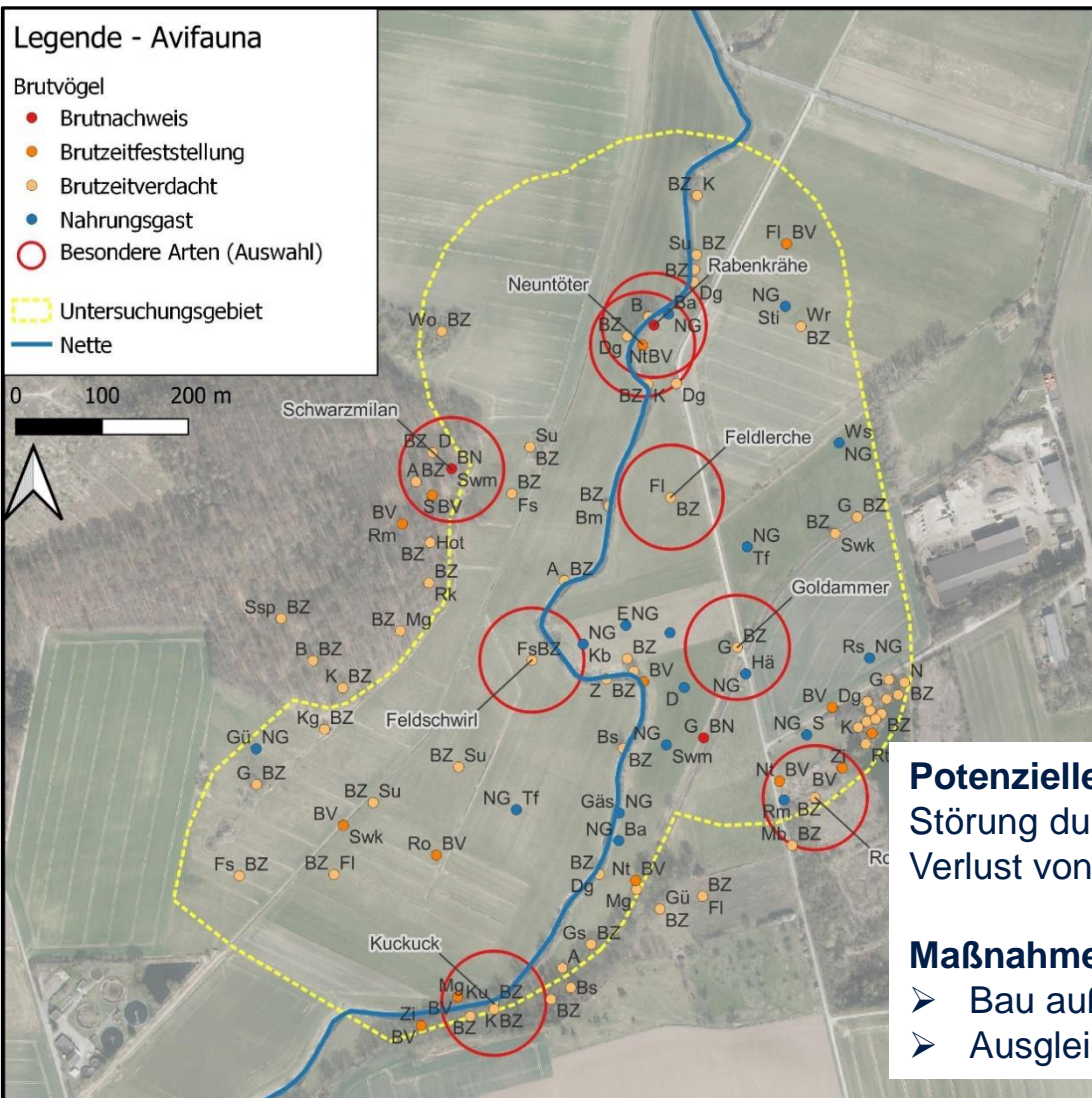 Legende - Avifauna
Brutvögel
Brutnachweis
Brutzeitfeststellung
Brutzeitverdacht
Nahrungsgast
Besondere Arten (Auswahl)
Untersuchungsgebiet
Nette
0 100 200 m
BZ K
Fl BV
Su BZ
BZ
Rabenkrähe
Dg
Neuntöter
B
Ba
NG
NG
Sti
Wr
BZ
Wo BZ
BZ
Dg
NtBV
BZ K
Dg
Schwarzmilan
BZ D
BN
Swm
A BZ
S BV
Su
BZ
Ws
NG
Feldlerche
BZ
Fs
Fl
BZ
BZ
Bm
G BZ
BZ
Swk
BV
Rm
BZ
Hot
NG
Tf
BZ
Rk
A BZ
Goldammer
Ssp BZ
BZ Mg
ENG
NG
Kb
BZ
FsBZ
G BZ
Hä
NG
Rs NG
B BZ
K BZ
Z BZ
BV
D
G
N
BZ
Feldschwirl
BV Dg
K
BZ
Kg BZ
Gü NG
G BZ
Bs
BZ
NG
Swm
G BN
NG S
Rt
BZ Su
Nt BV
Zi
BV
BZ Su
NG Tf
Gäs NG
Rm BZ
BV
Swk
NG Ba
Mb BZ
Ro BV
Ro
Fs BZ
BZ Fl
BZ
Dg
Nt BV
Mg
Gü
BZ
BZ
Fl
Kuckuck
Gs BZ
A
Bs
BZ
Mg Ku BZ
Zi BV
BV
BZ
K BZ
Potenzielle
Störung du
Verlust von
Maßnahme
➢ Bau auß
➢ Ausglei